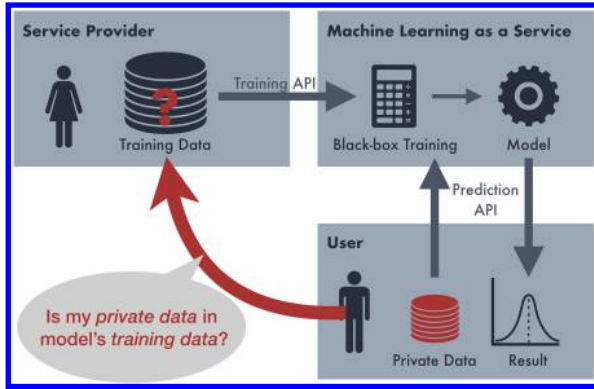 Service Provider
Training Data
?
Training API
Machine Learning as a Service
Black-box Training
Model
Prediction
API
User
Private Data
Result
Is my private data in
model's training data?